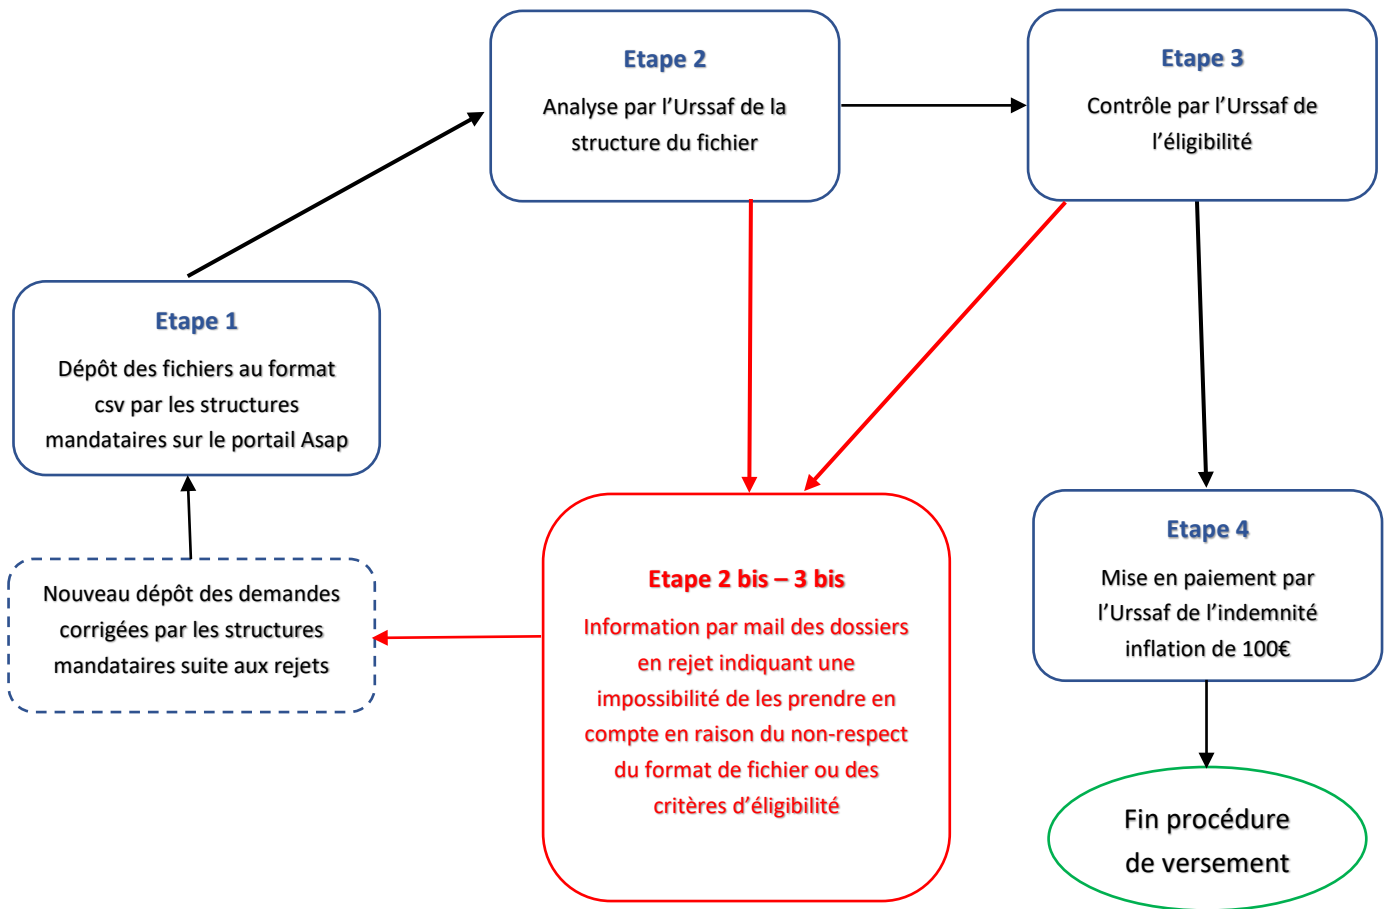 Etape 1
Dépôt des fichiers au format
csv par les structures
mandataires sur le portail Asap
Etape 2
Analyse par l’Urssaf de la
structure du fichier
Etape 3
Contrôle par l’Urssaf de
l’éligibilité
Etape 2 bis – 3 bis
Information par mail des dossiers
en rejet indiquant une
impossibilité de les prendre en
compte en raison du non-respect
du format de fichier ou des
critères d’éligibilité
Nouveau dépôt des demandes
corrigées par les structures
mandataires suite aux rejets
Etape 4
Mise en paiement par
l’Urssaf de l’indemnité
inflation de 100€
Fin procédure
de versement